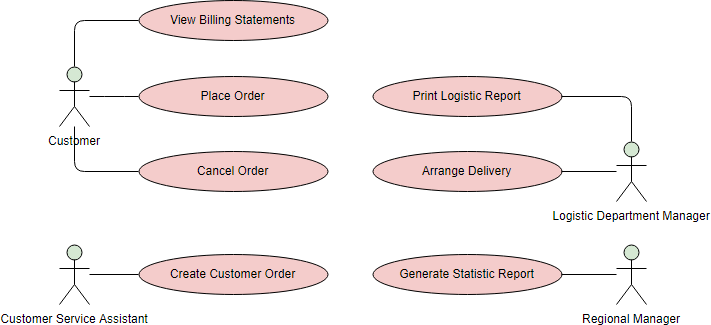 View Billing Statements
Place Order
Print Logistic Report
Customer
Cancel Order
Arrange Delivery
Logistic Department Manager
Create Customer Order
Generate Statistic Report
Customer Service Assistant
Regional Manager